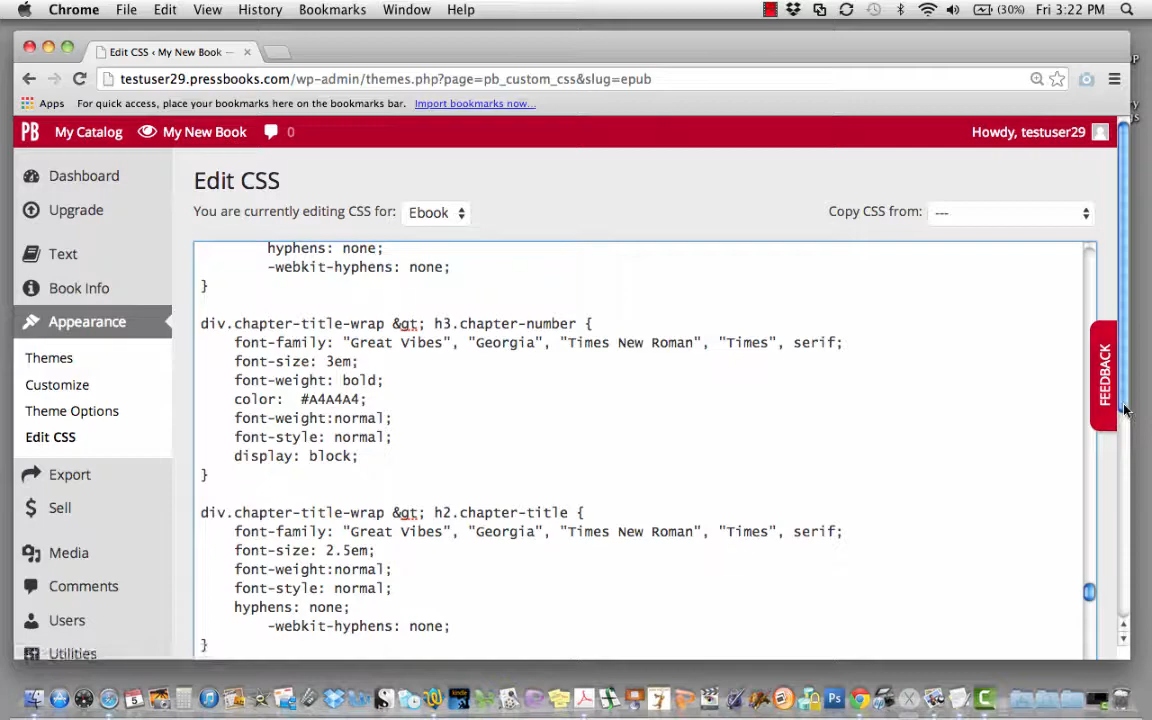 Chrome File Edit View History Bookmarks Window Help (30%) Fri 3:22 PM
Edit CSS ‹ My New Book —
testuser29.pressbooks.com/wp-admin/themes.php?page=pb_custom_css&slug=epub
Apps For quick access, place your bookmarks here on the bookmarks bar. Import bookmarks now...
PB My Catalog My New Book 0 Howdy, testuser29
Dashboard
Upgrade
Text
Book Info
Appearance
Themes
Customize
Theme Options
Edit CSS
Export
Sell
Media
Comments
Users
Utilities
Edit CSS
You are currently editing CSS for: Ebook Copy CSS from: ---
hyphens: none;
-webkit-hyphens: none;
}
div.chapter-title-wrap &gt; h3.chapter-number {
font-family: "Great Vibes", "Georgia", "Times New Roman", "Times", serif;
font-size: 3em;
font-weight: bold;
color:  #A4A4A4;
font-weight:normal;
font-style: normal;
display: block;
}
div.chapter-title-wrap &gt; h2.chapter-title {
font-family: "Great Vibes", "Georgia", "Times New Roman", "Times", serif;
font-size: 2.5em;
font-weight:normal;
font-style: normal;
hyphens: none;
-webkit-hyphens: none;
}
FEEDBACK
Ps